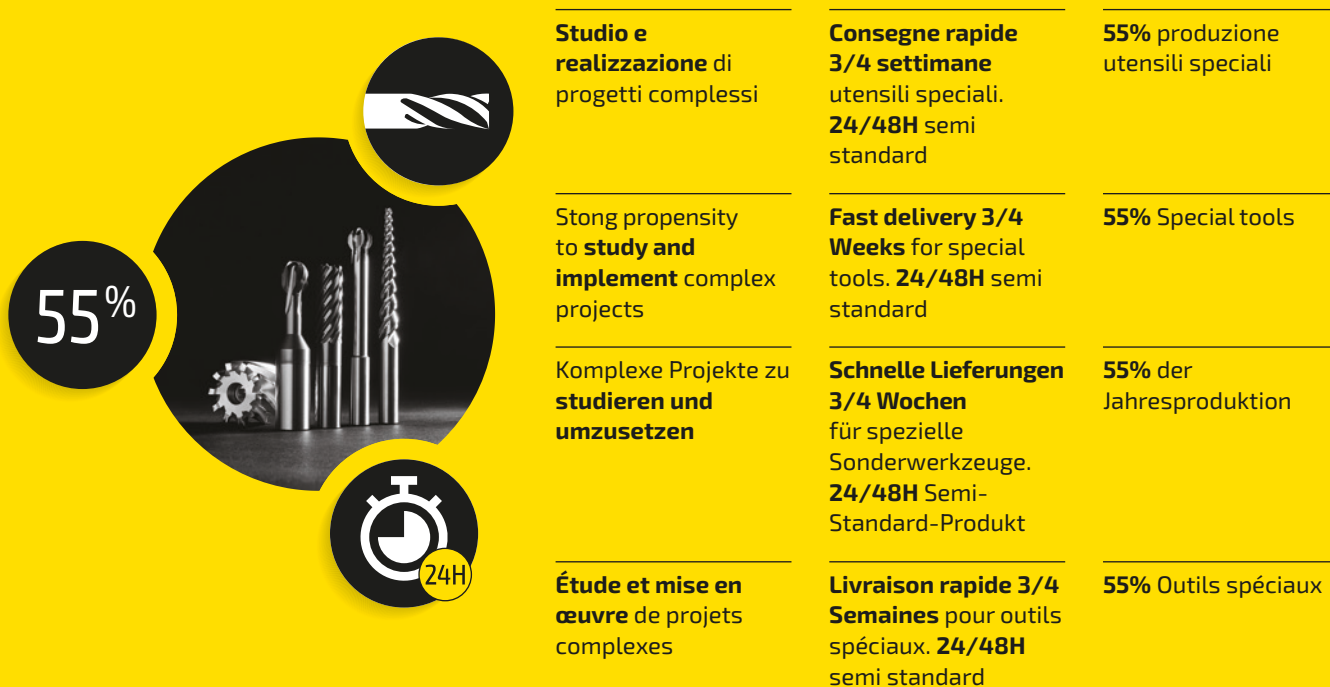 55%
24H
Studio e
realizzazione di
progetti complessi
Consegne rapide
3/4 settimane
utensili speciali.
24/48H semi
standard
55% produzione
utensili speciali
Stong propensity
to study and
implement complex
projects
Fast delivery 3/4
Weeks for special
tools. 24/48H semi
standard
55% Special tools
Komplexe Projekte zu
studieren und
umzusetzen
Schnelle Lieferungen
3/4 Wochen
für spezielle
Sonderwerkzeuge.
24/48H Semi-
Standard-Produkt
55% der
Jahresproduktion
Étude et mise en
œuvre de projets
complexes
Livraison rapide 3/4
Semaines pour outils
spéciaux. 24/48H
semi standard
55% Outils spéciaux